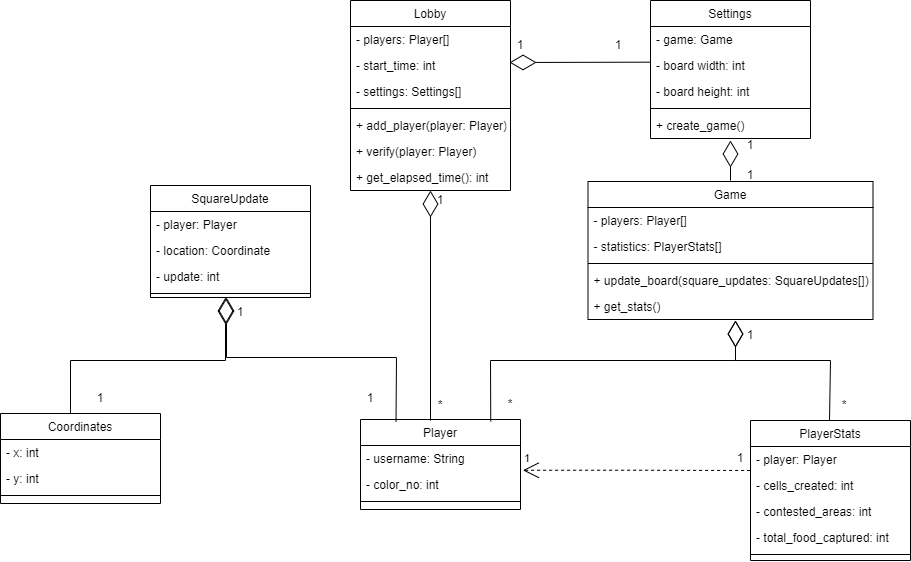 Lobby
- players: Player[]
- start_time: int
- settings: Settings[]
+ add_player(player: Player)
+ verify(player: Player)
+ get_elapsed_time(): int
1
1
Settings
- game: Game
- board width: int
- board height: int
+ create_game()
1
1
1
SquareUpdate
- player: Player
- location: Coordinate
- update: int
1
Game
- players: Player[]
- statistics: PlayerStats[]
+ update_board(square_updates: SquareUpdates[])
+ get_stats()
1
1
1
*
*
*
Coordinates
- x: int
- y: int
Player
- username: String
- color_no: int
1
1
PlayerStats
- player: Player
- cells_created: int
- contested_areas: int
- total_food_captured: int